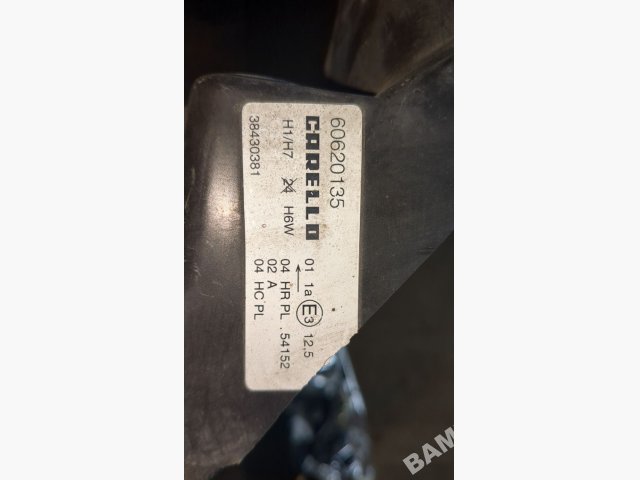 60620135
CARELLO
H1/H7 24 H6W
38430381
01 1a E3 12,5
←
04 HR PL .54152
02 A
04 HC PL
BAM